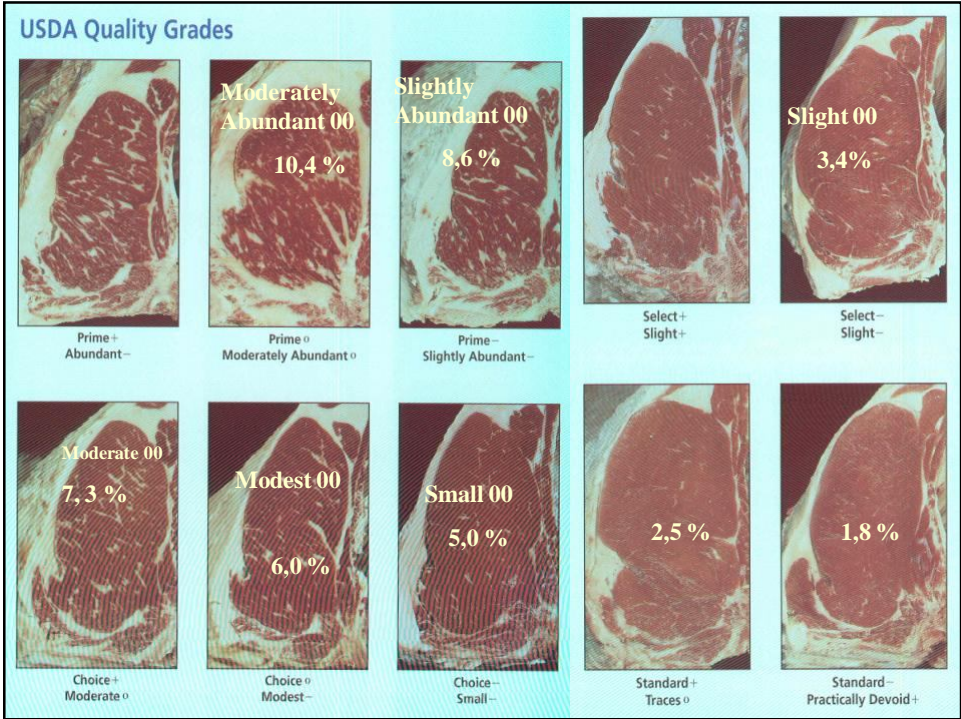 USDA Quality Grades
Moderately
Abundant 00
10,4 %
Slightly
Abundant 00
8,6 %
Slight 00
3,4%
Prime+
Abundant−
Prime o
Moderately Abundant o
Prime−
Slightly Abundant−
Select+
Slight+
Select−
Slight−
Moderate 00
7, 3 %
Modest 00
6,0 %
Small 00
5,0 %
2,5 %
1,8 %
Choice+
Moderate o
Choice o
Modest−
Choice−
Small−
Standard+
Traces o
Standard−
Practically Devoid+